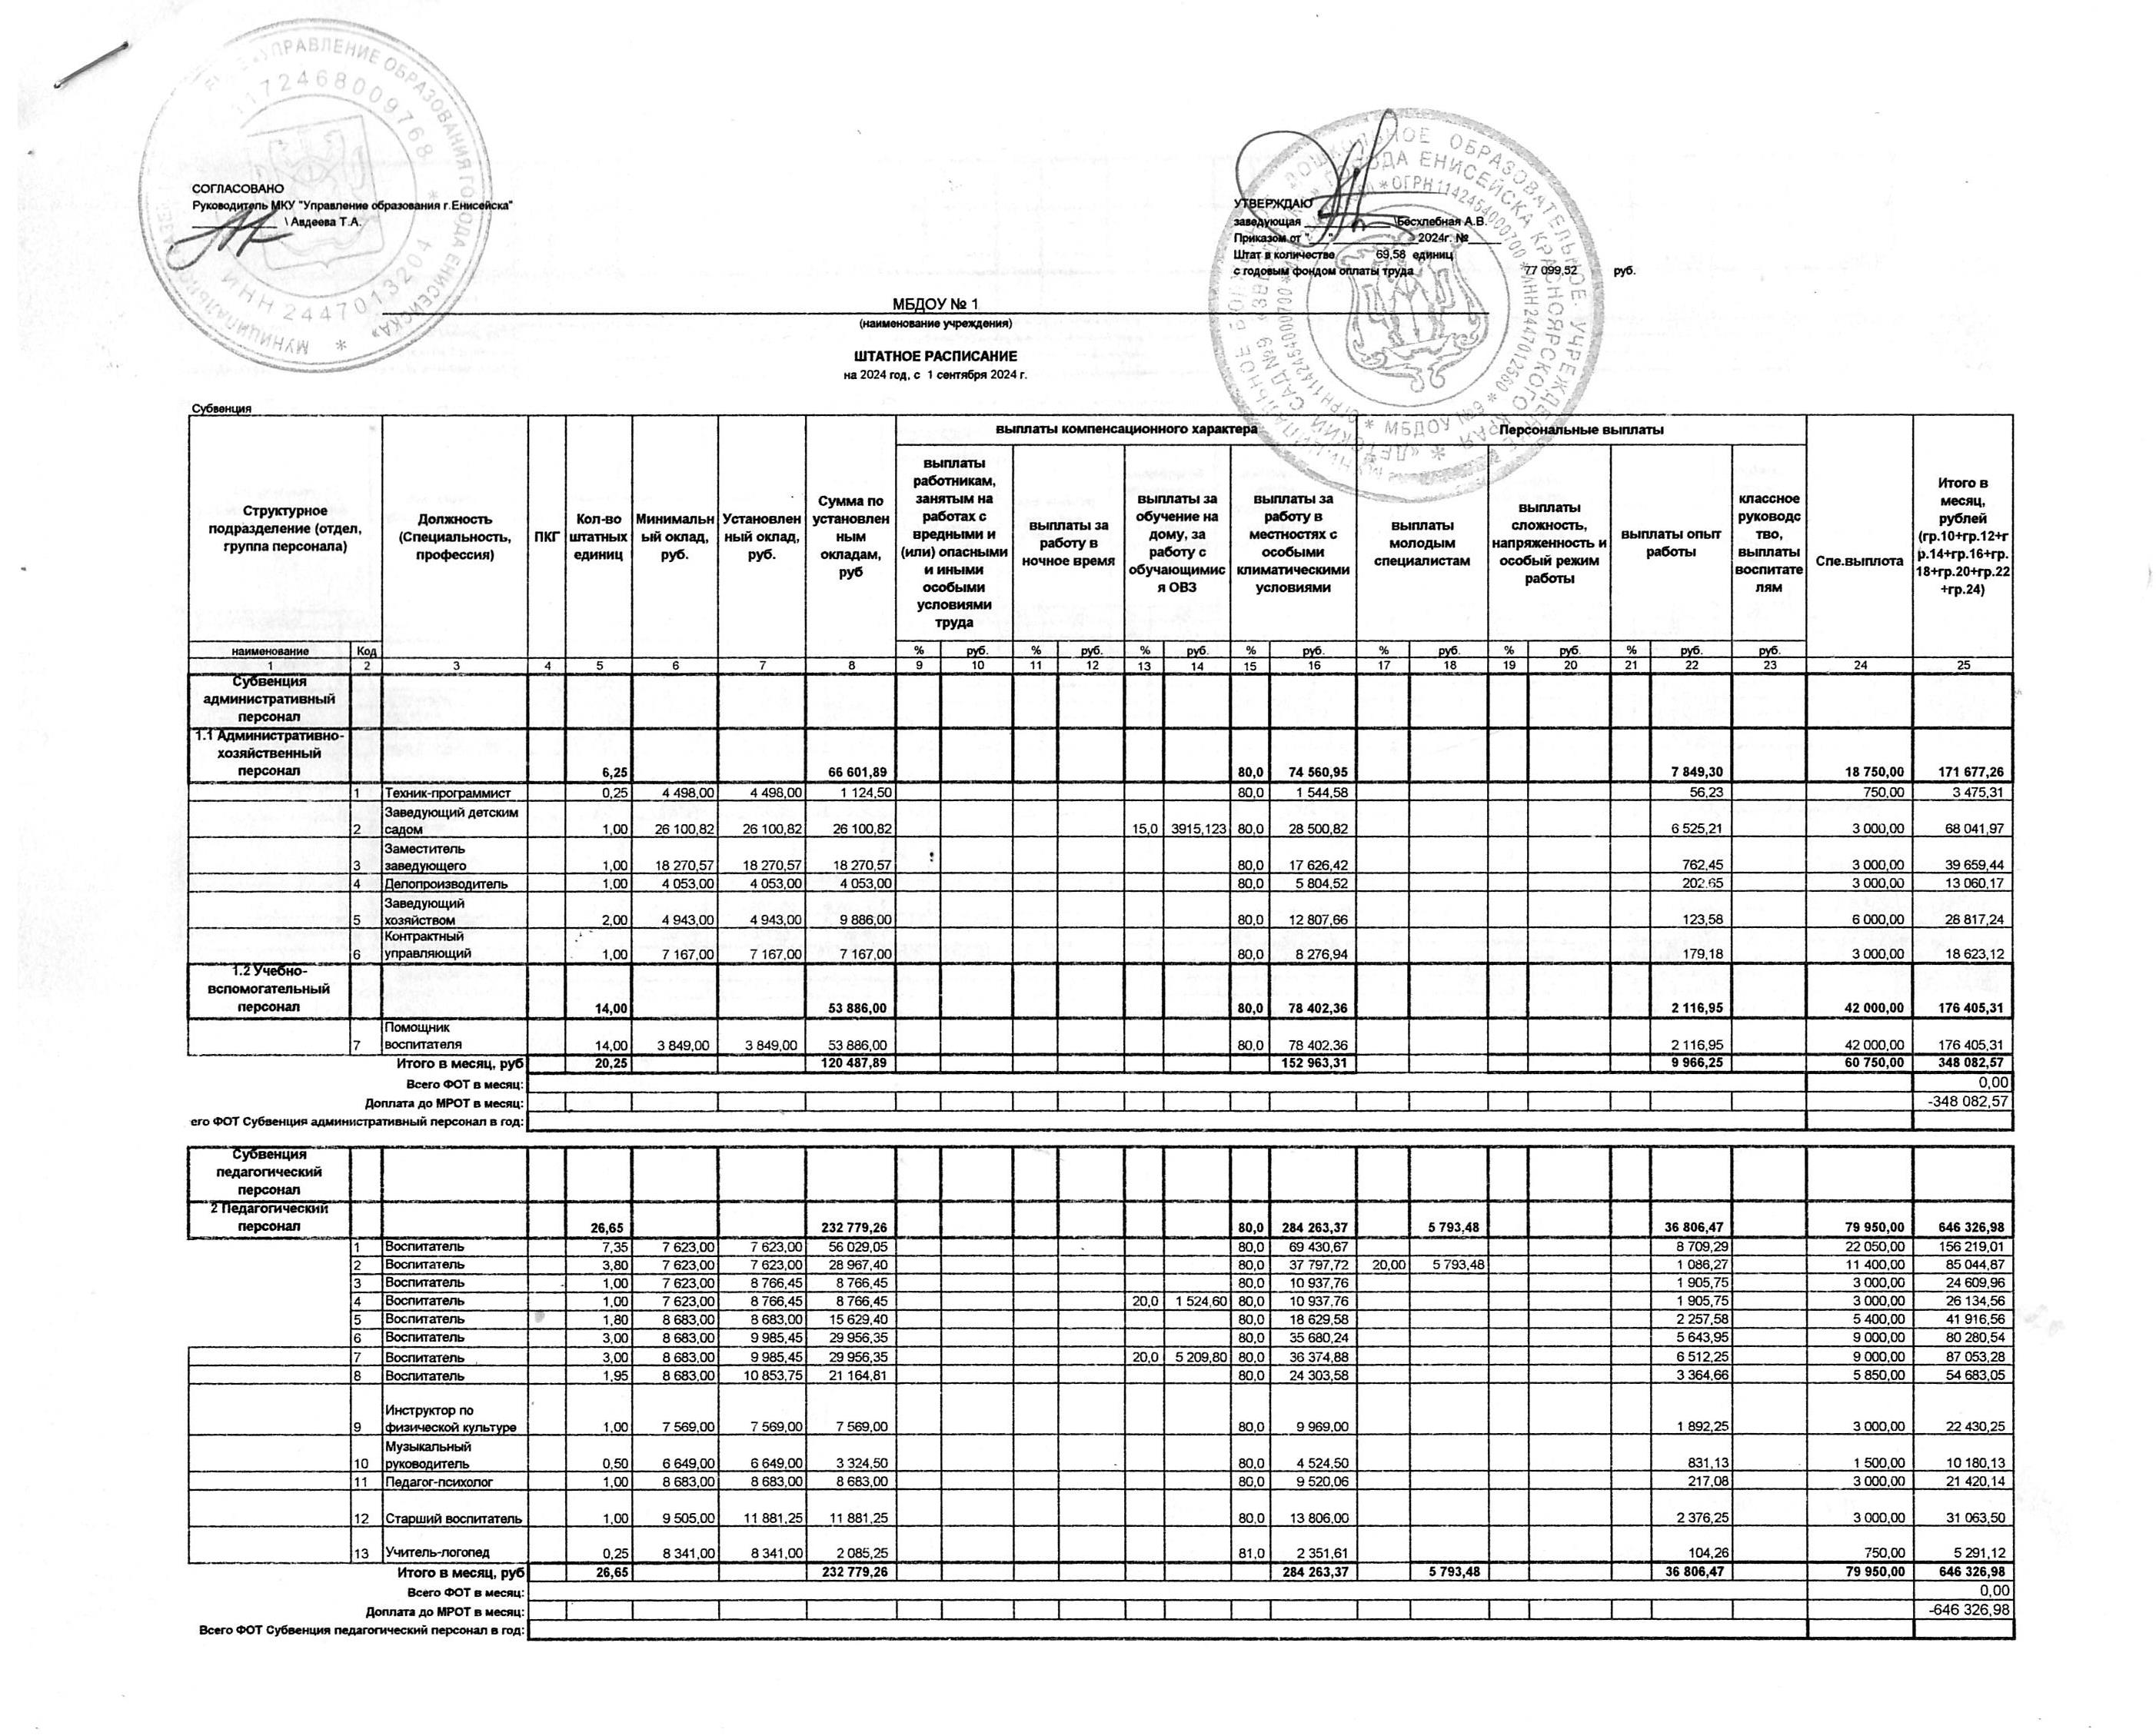 УПРАВЛЕНИЕ ОБРАЗОВАНИЯ ГОРОДА ЕНИСЕЙСКА»
МУНИЦИПАЛЬНОЕ
1172468009768
ИНН 2447013204
СОГЛАСОВАНО
Руководитель МКУ "Управление образования г.Енисейска"
\ Авдеева Т.А.
ДОШКОЛЬНОЕ ОБРАЗОВАТЕЛЬНОЕ УЧРЕЖДЕНИЕ
ГОРОДА ЕНИСЕЙСКА КРАСНОЯРСКОГО КРАЯ
«ДЕТСКИЙ САД №9
ОГРН1142454000700
ИНН2447012560
МБДОУ №9
УТВЕРЖДАЮ
заведующая \Бесхлебная А.В.
Приказом от "___" 2024г. №
Штат в количестве 69,58 единиц
с годовым фондом оплаты труда 77 099,52 руб.
МБДОУ № 1
(наименование учреждения)
ШТАТНОЕ РАСПИСАНИЕ
на 2024 год, с 1 сентября 2024 г.
Субвенция
Структурное подразделение (отдел, группа персонала)
Должность (Специальность, профессия)
ПКГ
Кол-во штатных единиц
Минимальный оклад, руб.
Установленный оклад, руб.
Сумма по установленным окладам, руб
выплаты компенсационного характера
Персональные выплаты
выплаты работникам, занятым на работах с вредными и (или) опасными и иными особыми условиями труда
выплаты за работу в ночное время
выплаты за обучение на дому, за работу с обучающимися ОВЗ
выплаты за работу в местностях с особыми климатическими условиями
выплаты молодым специалистам
выплаты сложность, напряженность и особый режим работы
выплаты опыт работы
классное руководство, выплаты воспитателям
Спе.выплота
Итого в месяц, рублей (гр.10+гр.12+гр.14+гр.16+гр.18+гр.20+гр.22+гр.24)
наименование Код % руб. % руб. % руб. % руб. % руб. % руб. % руб. руб.
1 2 3 4 5 6 7 8 9 10 11 12 13 14 15 16 17 18 19 20 21 22 23 24 25
Субвенция
административный
персонал
1.1 Административно-
хозяйственный
персонал 6,25 66 601,89 80,0 74 560,95 7 849,30 18 750,00 171 677,26
1 Техник-программист 0,25 4 498,00 4 498,00 1 124,50 80,0 1 544,58 56,23 750,00 3 475,31
Заведующий детским
2 садом 1,00 26 100,82 26 100,82 26 100,82 15,0 3915,123 80,0 28 500,82 6 525,21 3 000,00 68 041,97
Заместитель
3 заведующего 1,00 18 270,57 18 270,57 18 270,57 80,0 17 626,42 762,45 3 000,00 39 659,44
4 Делопроизводитель 1,00 4 053,00 4 053,00 4 053,00 80,0 5 804,52 202,65 3 000,00 13 060,17
Заведующий
5 хозяйством 2,00 4 943,00 4 943,00 9 886,00 80,0 12 807,66 123,58 6 000,00 28 817,24
Контрактный
6 управляющий 1,00 7 167,00 7 167,00 7 167,00 80,0 8 276,94 179,18 3 000,00 18 623,12
1.2 Учебно-
вспомогательный
персонал 14,00 53 886,00 80,0 78 402,36 2 116,95 42 000,00 176 405,31
Помощник
7 воспитателя 14,00 3 849,00 3 849,00 53 886,00 80,0 78 402,36 2 116,95 42 000,00 176 405,31
Итого в месяц, руб 20,25 120 487,89 152 963,31 9 966,25 60 750,00 348 082,57
Всего ФОТ в месяц: 0,00
Доплата до МРОТ в месяц: -348 082,57
его ФОТ Субвенция административный персонал в год:
Субвенция
педагогический
персонал
2 Педагогический
персонал 26,65 232 779,26 80,0 284 263,37 5 793,48 36 806,47 79 950,00 646 326,98
1 Воспитатель 7,35 7 623,00 7 623,00 56 029,05 80,0 69 430,67 8 709,29 22 050,00 156 219,01
2 Воспитатель 3,80 7 623,00 7 623,00 28 967,40 80,0 37 797,72 20,00 5 793,48 1 086,27 11 400,00 85 044,87
3 Воспитатель 1,00 7 623,00 8 766,45 8 766,45 80,0 10 937,76 1 905,75 3 000,00 24 609,96
4 Воспитатель 1,00 7 623,00 8 766,45 8 766,45 20,0 1 524,60 80,0 10 937,76 1 905,75 3 000,00 26 134,56
5 Воспитатель 1,80 8 683,00 8 683,00 15 629,40 80,0 18 629,58 2 257,58 5 400,00 41 916,56
6 Воспитатель 3,00 8 683,00 9 985,45 29 956,35 80,0 35 680,24 5 643,95 9 000,00 80 280,54
7 Воспитатель 3,00 8 683,00 9 985,45 29 956,35 20,0 5 209,80 80,0 36 374,88 6 512,25 9 000,00 87 053,28
8 Воспитатель 1,95 8 683,00 10 853,75 21 164,81 80,0 24 303,58 3 364,66 5 850,00 54 683,05
Инструктор по
9 физической культуре 1,00 7 569,00 7 569,00 7 569,00 80,0 9 969,00 1 892,25 3 000,00 22 430,25
Музыкальный
10 руководитель 0,50 6 649,00 6 649,00 3 324,50 80,0 4 524,50 831,13 1 500,00 10 180,13
11 Педагог-психолог 1,00 8 683,00 8 683,00 8 683,00 80,0 9 520,06 217,08 3 000,00 21 420,14
12 Старший воспитатель 1,00 9 505,00 11 881,25 11 881,25 80,0 13 806,00 2 376,25 3 000,00 31 063,50
13 Учитель-логопед 0,25 8 341,00 8 341,00 2 085,25 81,0 2 351,61 104,26 750,00 5 291,12
Итого в месяц, руб 26,65 232 779,26 284 263,37 5 793,48 36 806,47 79 950,00 646 326,98
Всего ФОТ в месяц: 0,00
Доплата до МРОТ в месяц: -646 326,98
Всего ФОТ Субвенция педагогический персонал в год: